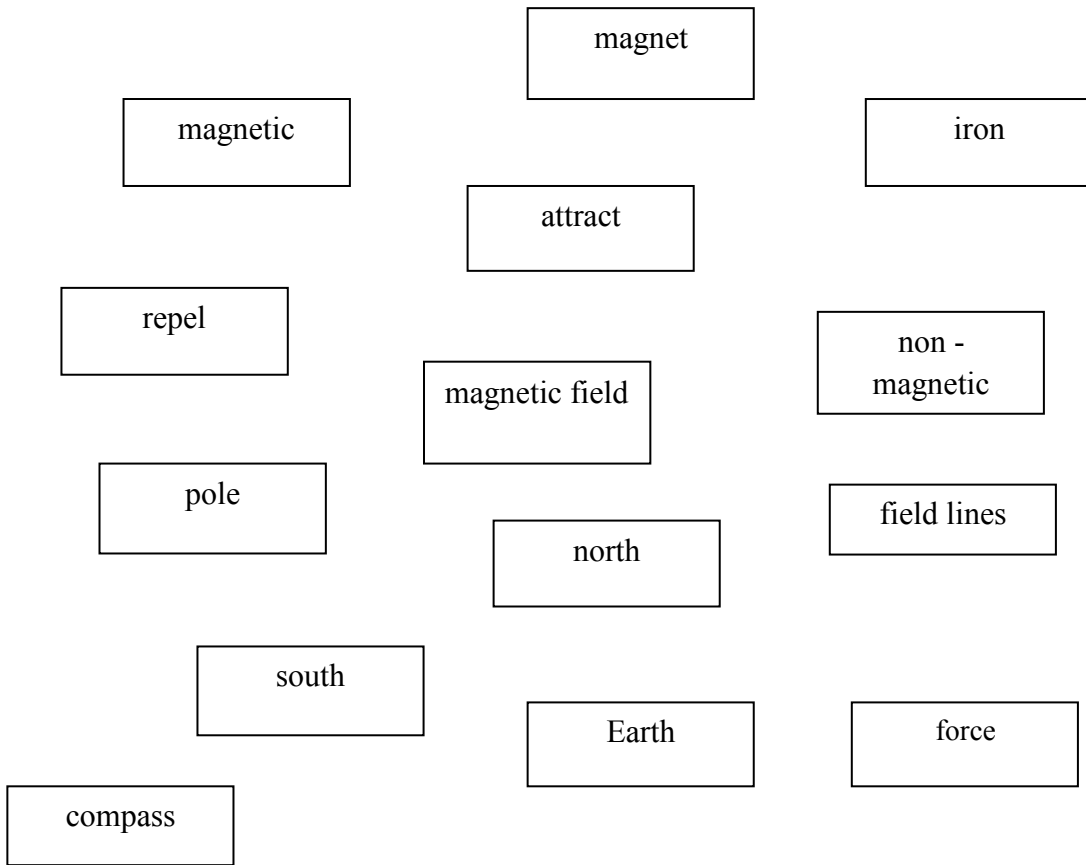 magnet
magnetic
iron
attract
repel
non -
magnetic
magnetic field
pole
field lines
north
south
Earth
force
compass